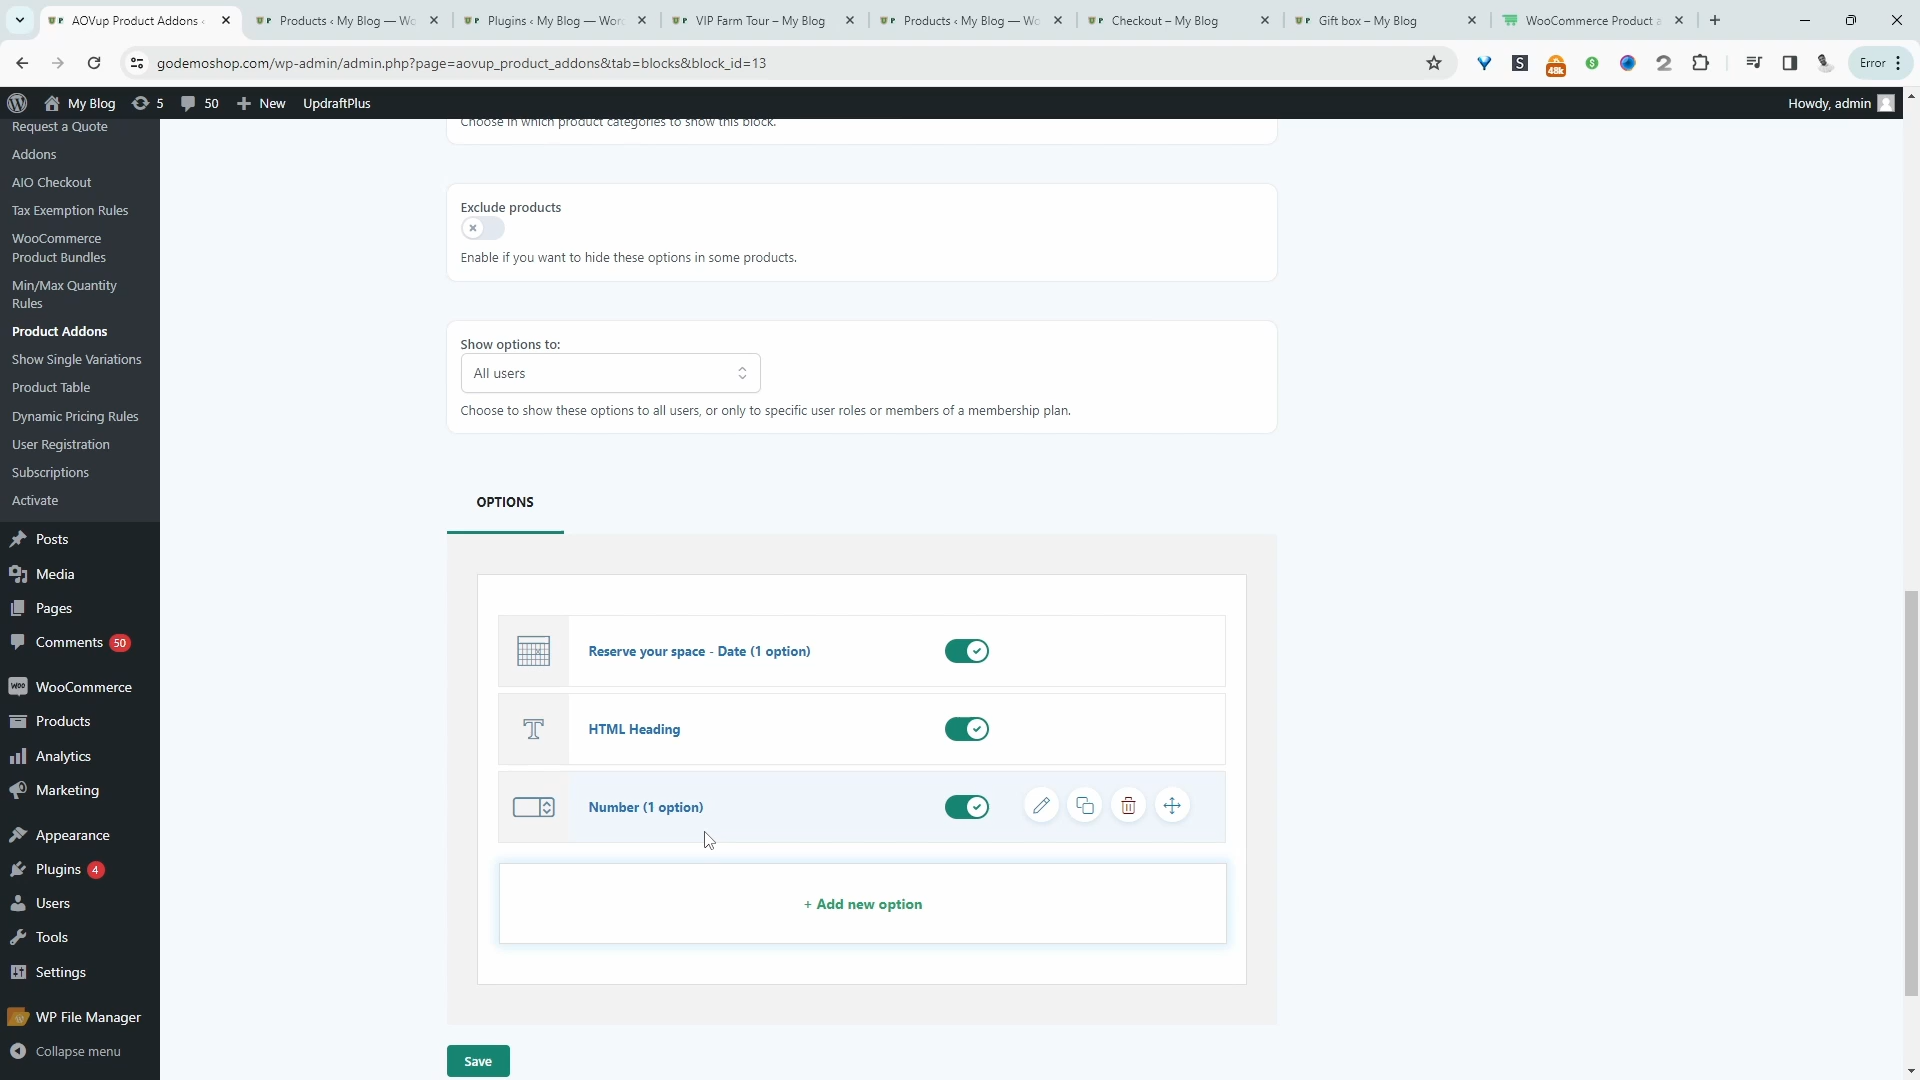 AOVup Product Addons
Products ‹ My Blog — Wo
Plugins ‹ My Blog — Wor
VIP Farm Tour – My Blog
Products ‹ My Blog — Wo
Checkout – My Blog
Gift box – My Blog
WooCommerce Product a
godemoshop.com/wp-admin/admin.php?page=aovup_product_addons&tab=blocks&block_id=13
48k
Error
My Blog
5
50
New
UpdraftPlus
Howdy, admin
Request a Quote
Addons
AIO Checkout
Tax Exemption Rules
WooCommerce
Product Bundles
Min/Max Quantity
Rules
Product Addons
Show Single Variations
Product Table
Dynamic Pricing Rules
User Registration
Subscriptions
Activate
Posts
Media
Pages
Comments 50
WooCommerce
Products
Analytics
Marketing
Appearance
Plugins 4
Users
Tools
Settings
WP File Manager
Collapse menu
Choose in which product categories to show this block.
Exclude products
Enable if you want to hide these options in some products.
Show options to:
All users
Choose to show these options to all users, or only to specific user roles or members of a membership plan.
OPTIONS
Reserve your space - Date (1 option)
HTML Heading
Number (1 option)
+ Add new option
Save